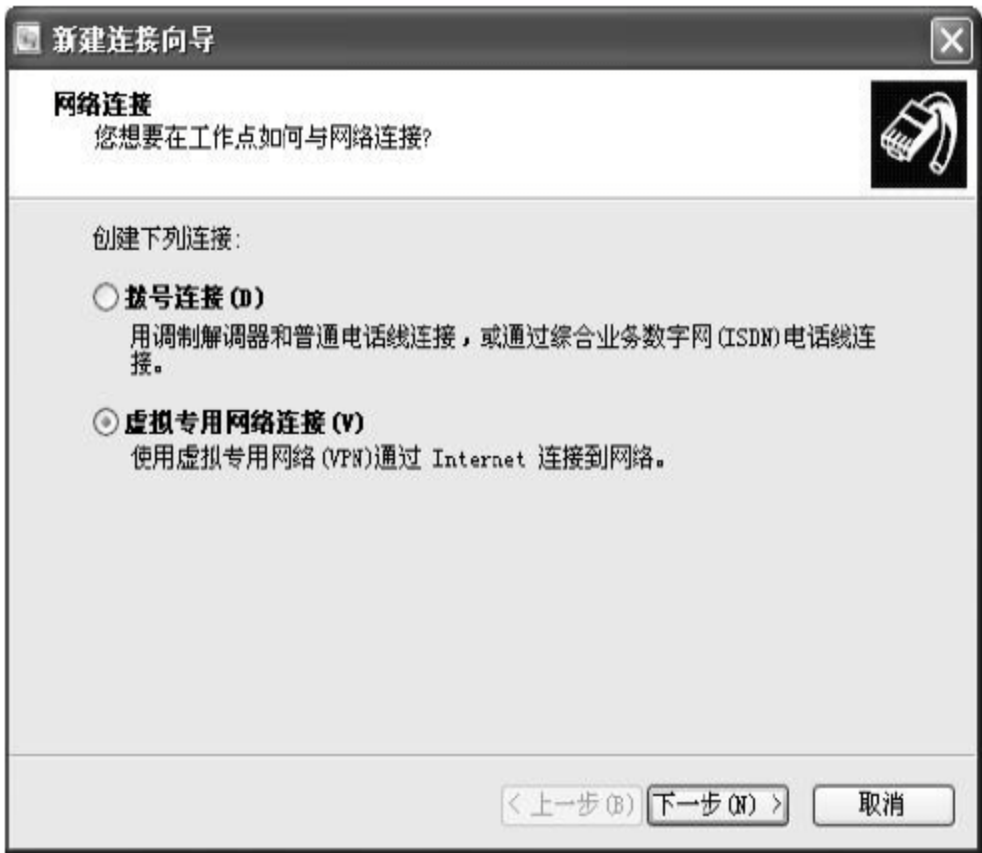 新建连接向导
网络连接
您想要在工作点如何与网络连接?
创建下列连接:
拨号连接(D)
用调制解调器和普通电话线连接，或通过综合业务数字网(ISDN)电话线连
接。
虚拟专用网络连接(V)
使用虚拟专用网络(VPN)通过 Internet 连接到网络。
< 上一步(B)
下一步(N) >
取消